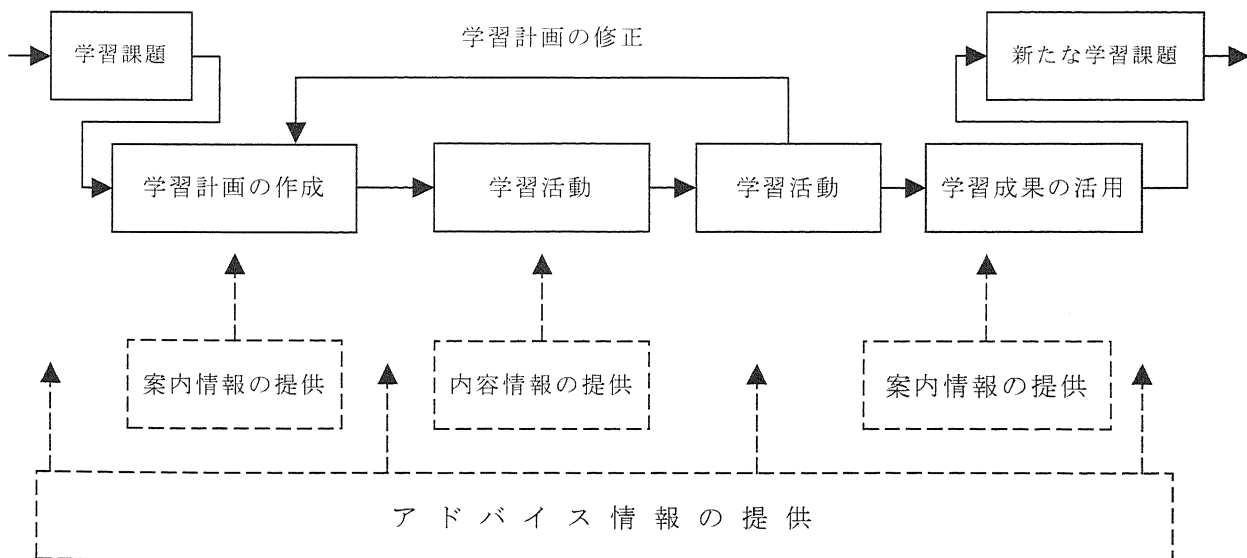 学習課題
学習計画の修正
新たな学習課題
学習計画の作成
学習活動
学習活動
学習成果の活用
案内情報の提供
内容情報の提供
案内情報の提供
アドバイス情報の提供